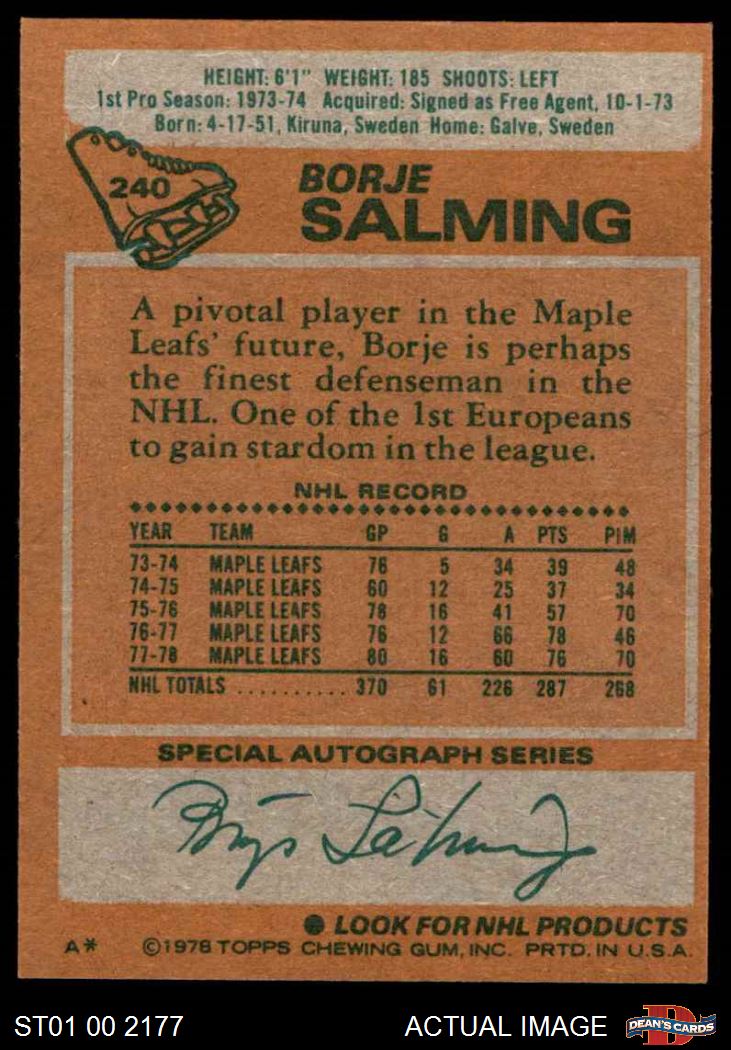 HEIGHT: 6'1" WEIGHT: 185 SHOOTS: LEFT
1st Pro Season: 1973-74 Acquired: Signed as Free Agent, 10-1-73
Born: 4-17-51, Kiruna, Sweden Home: Galve, Sweden
240
BORJE
SALMING
A pivotal player in the Maple
Leafs' future, Borje is perhaps
the finest defenseman in the
NHL. One of the 1st Europeans
to gain stardom in the league.
NHL RECORD
YEAR TEAM GP G A PTS PIM
73-74 MAPLE LEAFS 76 5 34 39 48
74-75 MAPLE LEAFS 60 12 25 37 34
75-76 MAPLE LEAFS 78 16 41 57 70
76-77 MAPLE LEAFS 76 12 66 78 46
77-78 MAPLE LEAFS 80 16 60 76 70
NHL TOTALS .......... 370 61 226 287 268
SPECIAL AUTOGRAPH SERIES
Börje Salming
● LOOK FOR NHL PRODUCTS
A* ©1978 TOPPS CHEWING GUM, INC. PRTD. IN U.S.A.
ST01 00 2177 ACTUAL IMAGE DEAN'S CARDS